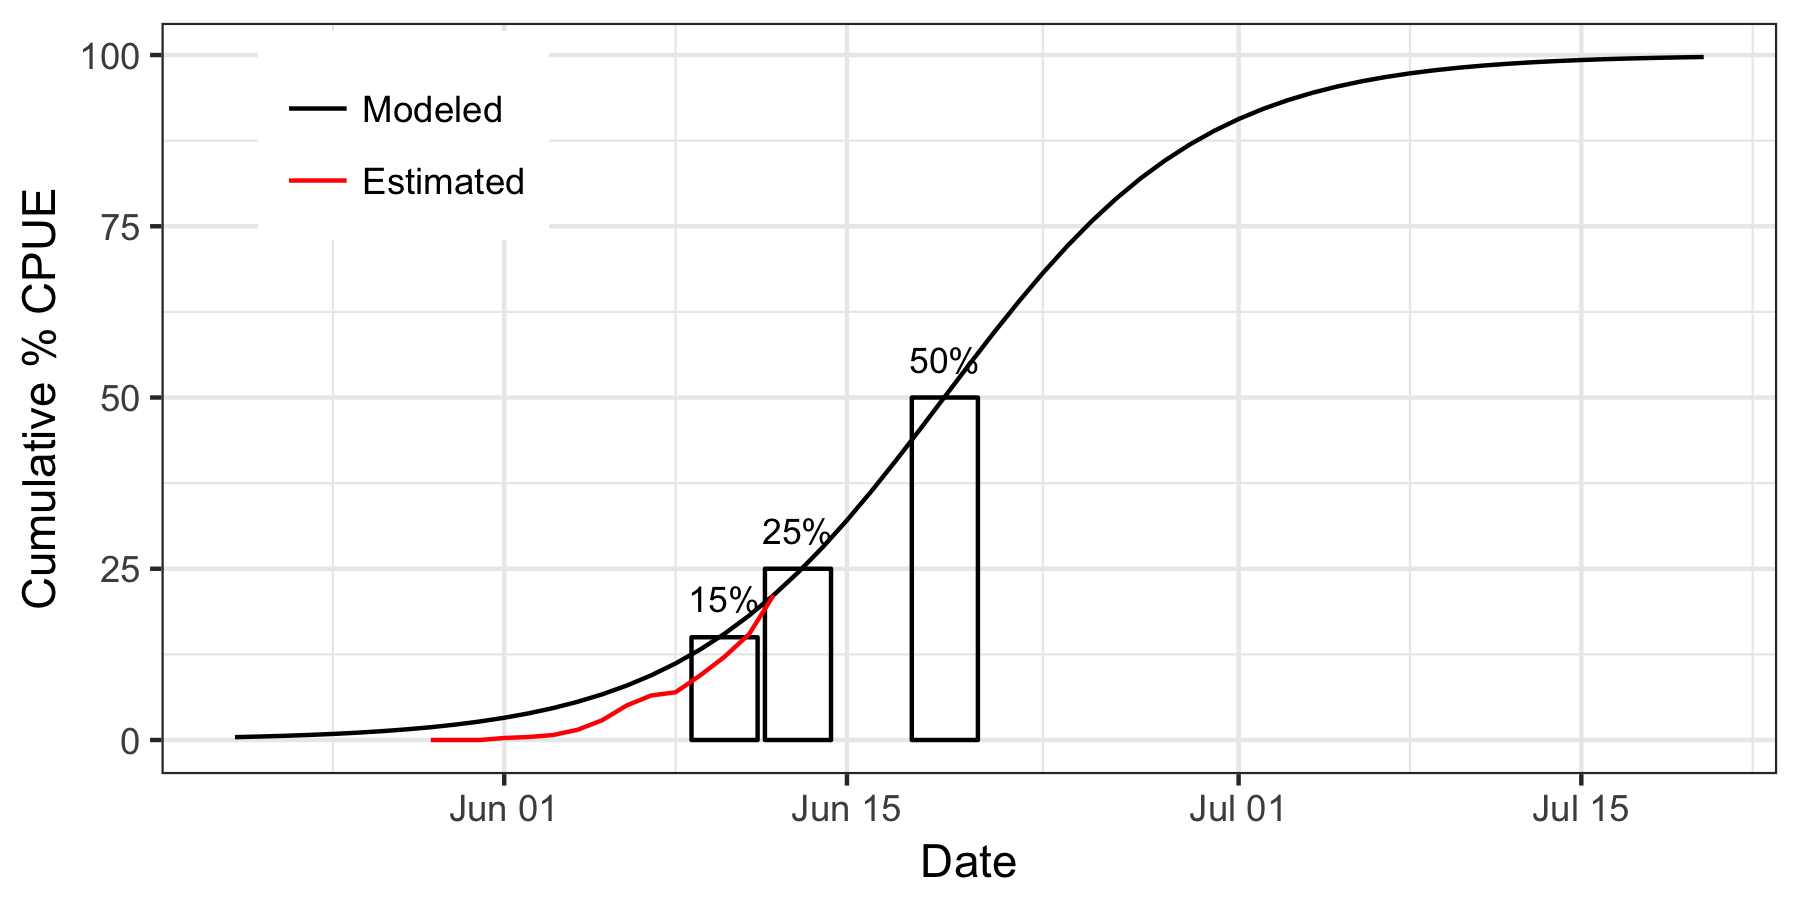 Cumulative % CPUE
100
75
50
25
0
Modeled
Estimated
15%
25%
50%
Jun 01
Jun 15
Jul 01
Jul 15
Date